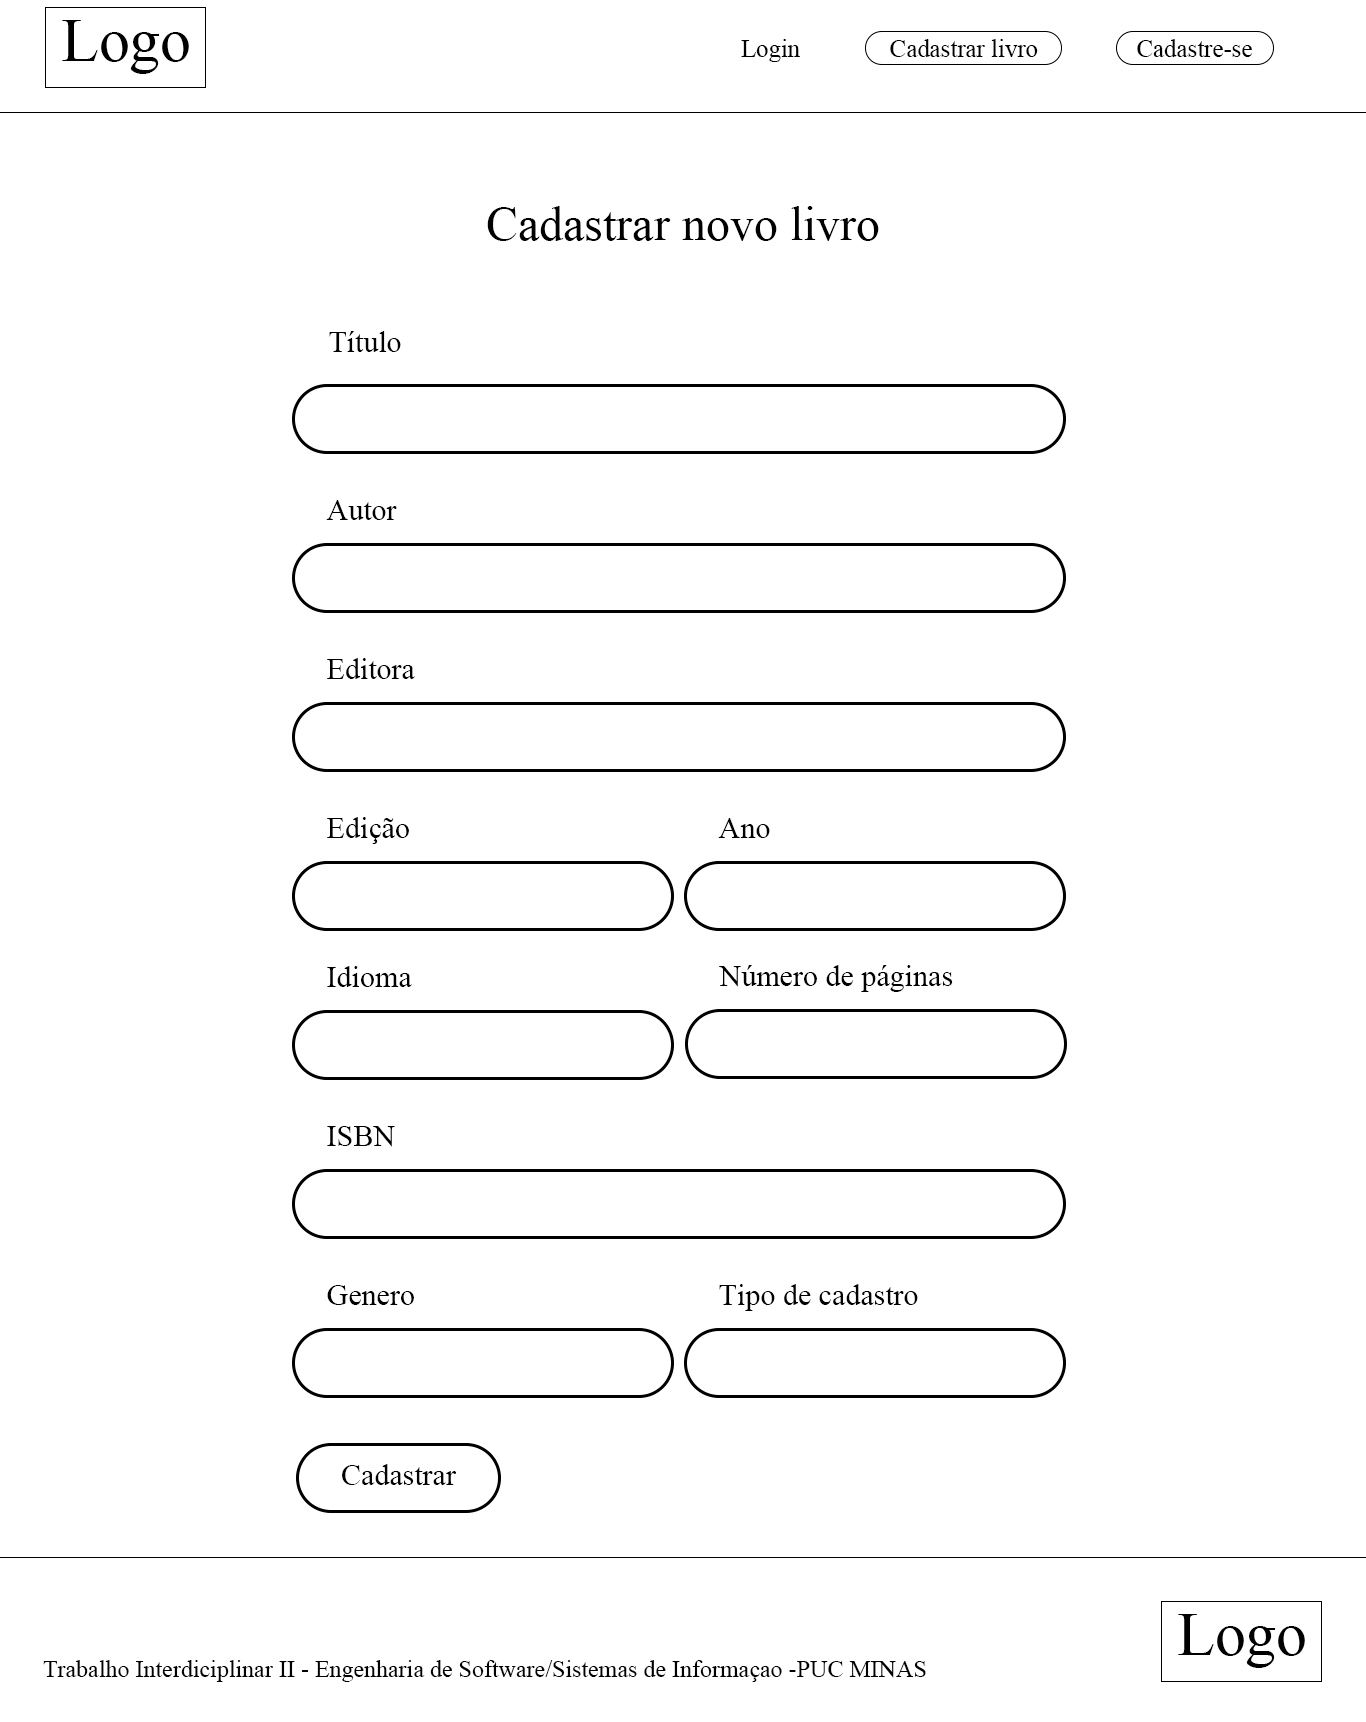 Logo
Login
Cadastrar livro
Cadastre-se
Cadastrar novo livro
Título
Autor
Editora
Edição
Ano
Idioma
Número de páginas
ISBN
Genero
Tipo de cadastro
Cadastrar
Logo
Trabalho Interdiciplinar II - Engenharia de Software/Sistemas de Informaçao -PUC MINAS